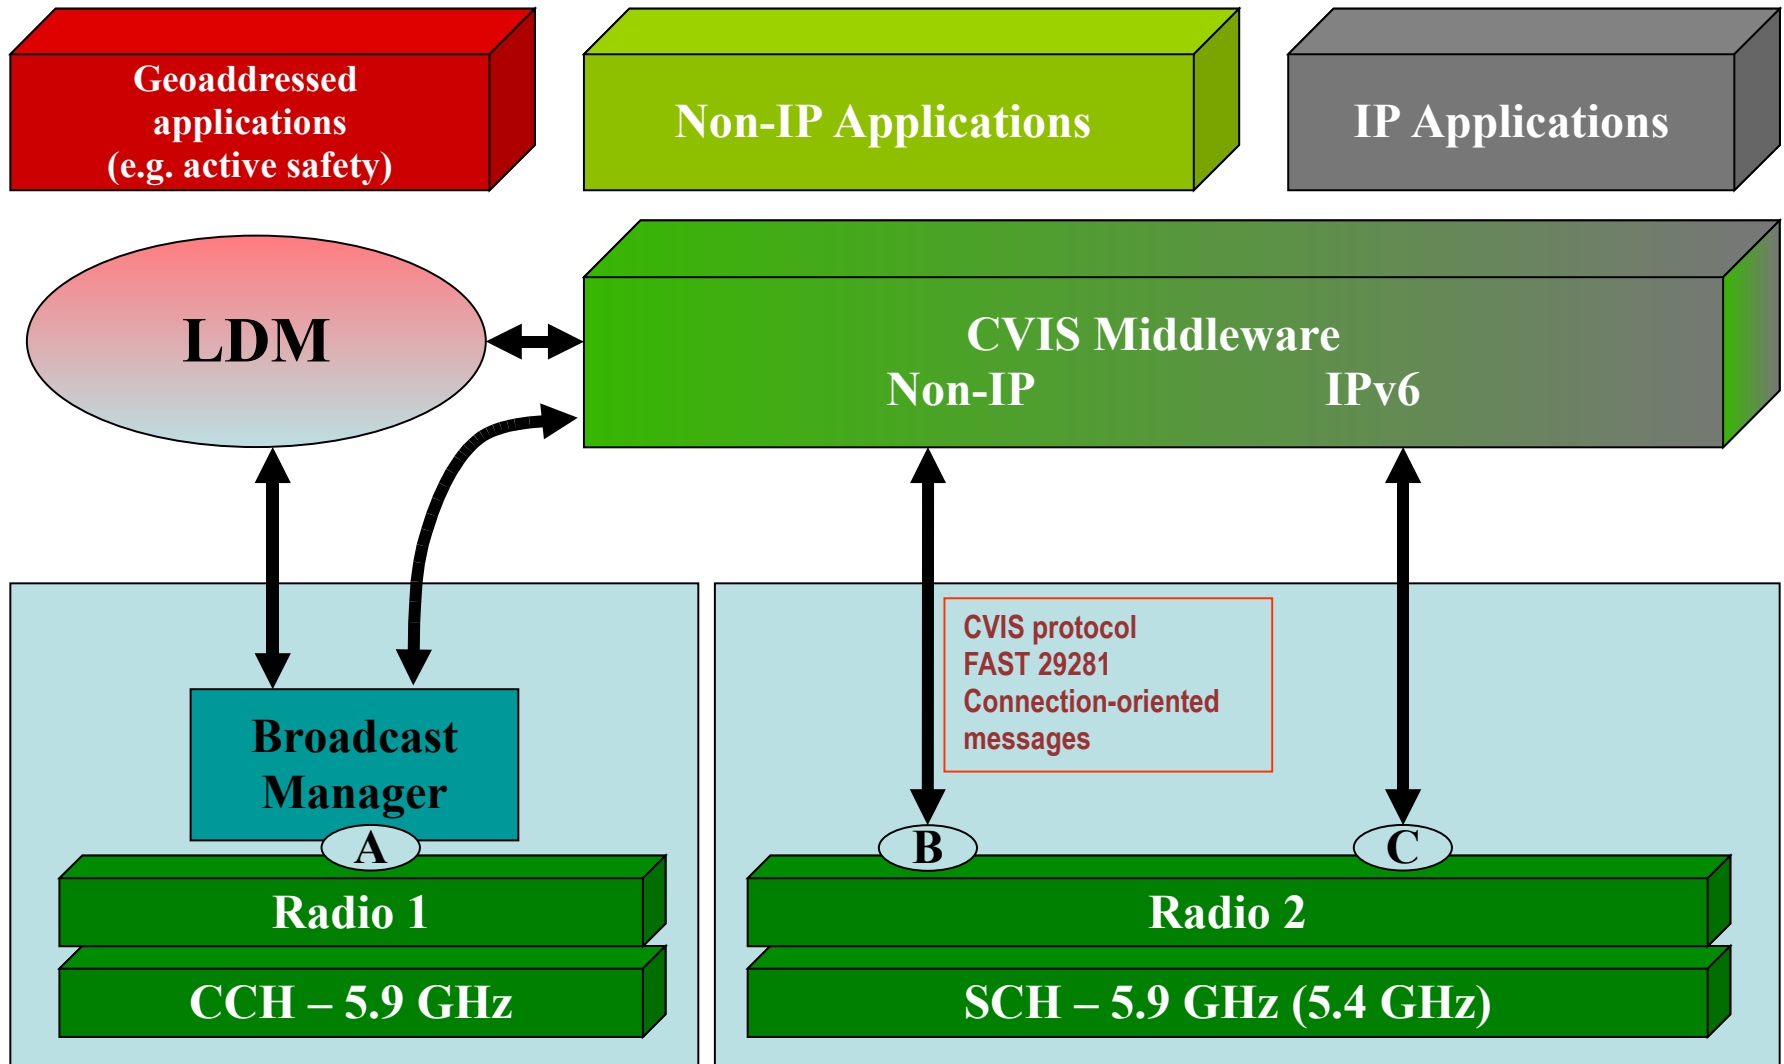 Geoaddressed
applications
(e.g. active safety)
Non-IP Applications
IP Applications
LDM
CVIS Middleware
Non-IP IPv6
CVIS protocol
FAST 29281
Connection-oriented
messages
Broadcast
Manager
A
B
C
Radio 1
Radio 2
CCH – 5.9 GHz
SCH – 5.9 GHz (5.4 GHz)